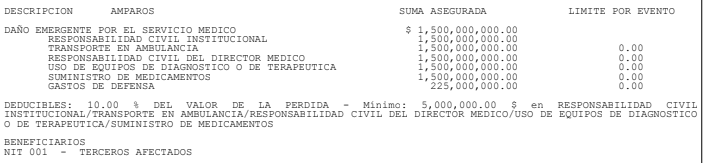 DESCRIPCION AMPAROS SUMA ASEGURADA LIMITE POR EVENTO
DAÑO EMERGENTE POR EL SERVICIO MEDICO $ 1,500,000,000.00
RESPONSABILIDAD CIVIL INSTITUCIONAL 1,500,000,000.00
TRANSPORTE EN AMBULANCIA 1,500,000,000.00 0.00
RESPONSABILIDAD CIVIL DEL DIRECTOR MEDICO 1,500,000,000.00 0.00
USO DE EQUIPOS DE DIAGNOSTICO O DE TERAPEUTICA 1,500,000,000.00 0.00
SUMINISTRO DE MEDICAMENTOS 1,500,000,000.00 0.00
GASTOS DE DEFENSA 225,000,000.00 0.00
DEDUCIBLES: 10.00 % DEL VALOR DE LA PERDIDA - Mínimo: 5,000,000.00 $ en RESPONSABILIDAD CIVIL
INSTITUCIONAL/TRANSPORTE EN AMBULANCIA/RESPONSABILIDAD CIVIL DEL DIRECTOR MEDICO/USO DE EQUIPOS DE DIAGNOSTICO
O DE TERAPEUTICA/SUMINISTRO DE MEDICAMENTOS
BENEFICIARIOS
NIT 001 - TERCEROS AFECTADOS